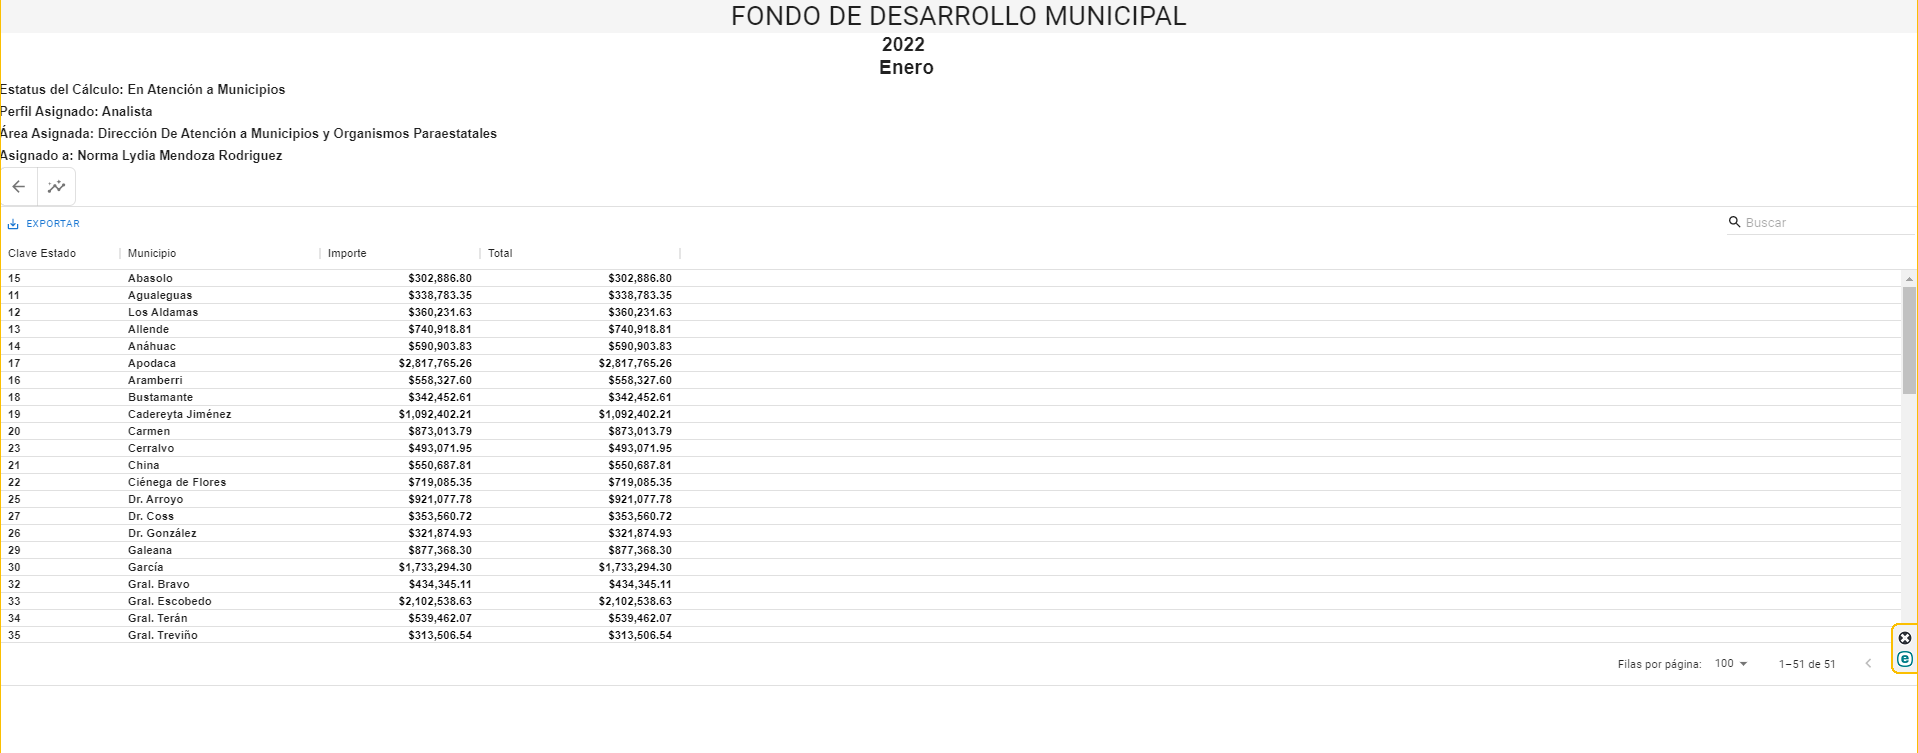 FONDO DE DESARROLLO MUNICIPAL
2022
Enero
Estatus del Cálculo: En Atención a Municipios
Perfil Asignado: Analista
Área Asignada: Dirección De Atención a Municipios y Organismos Paraestatales
Asignado a: Norma Lydia Mendoza Rodriguez
EXPORTAR
Buscar
Clave Estado Municipio Importe Total
15 Abasolo $302,886.80 $302,886.80
11 Agualeguas $338,783.35 $338,783.35
12 Los Aldamas $360,231.63 $360,231.63
13 Allende $740,918.81 $740,918.81
14 Anáhuac $590,903.83 $590,903.83
17 Apodaca $2,817,765.26 $2,817,765.26
16 Aramberri $558,327.60 $558,327.60
18 Bustamante $342,452.61 $342,452.61
19 Cadereyta Jiménez $1,092,402.21 $1,092,402.21
20 Carmen $873,013.79 $873,013.79
23 Cerralvo $493,071.95 $493,071.95
21 China $550,687.81 $550,687.81
22 Ciénega de Flores $719,085.35 $719,085.35
25 Dr. Arroyo $921,077.78 $921,077.78
27 Dr. Coss $353,560.72 $353,560.72
26 Dr. González $321,874.93 $321,874.93
29 Galeana $877,368.30 $877,368.30
30 García $1,733,294.30 $1,733,294.30
32 Gral. Bravo $434,345.11 $434,345.11
33 Gral. Escobedo $2,102,538.63 $2,102,538.63
34 Gral. Terán $539,462.07 $539,462.07
35 Gral. Treviño $313,506.54 $313,506.54
Filas por página: 100 1–51 de 51